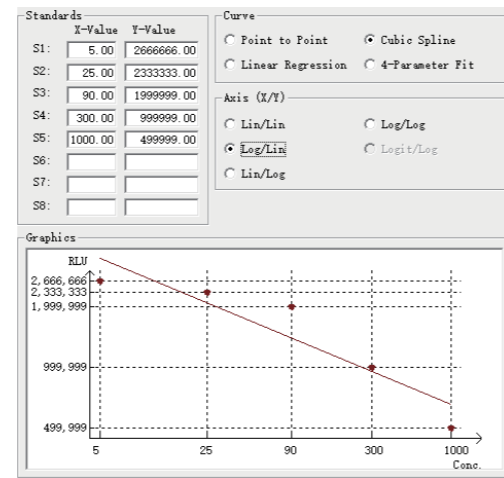 Standards
X-Value Y-Value
S1: 5.00 2666666.00
S2: 25.00 2333333.00
S3: 90.00 1999999.00
S4: 300.00 999999.00
S5: 1000.00 499999.00
S6:
S7:
S8:
Curve
Point to Point Cubic Spline
Linear Regression 4-Parameter Fit
Axis (X/Y)
Lin/Lin Log/Log
Log/Lin Logit/Log
Lin/Log
Graphics
RLU
2,666,666
2,333,333
1,999,999
999,999
499,999
5 25 90 300 1000
Conc.